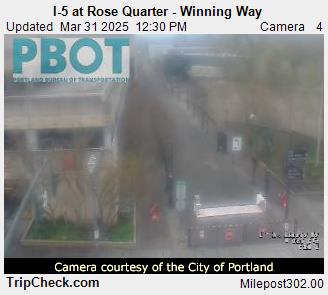 I-5 at Rose Quarter - Winning Way
Updated Mar 31 2025 12:30 PM Camera 4
PBOT
PORTLAND BUREAU OF TRANSPORTATION
Camera courtesy of the City of Portland
TripCheck.com Milepost302.00